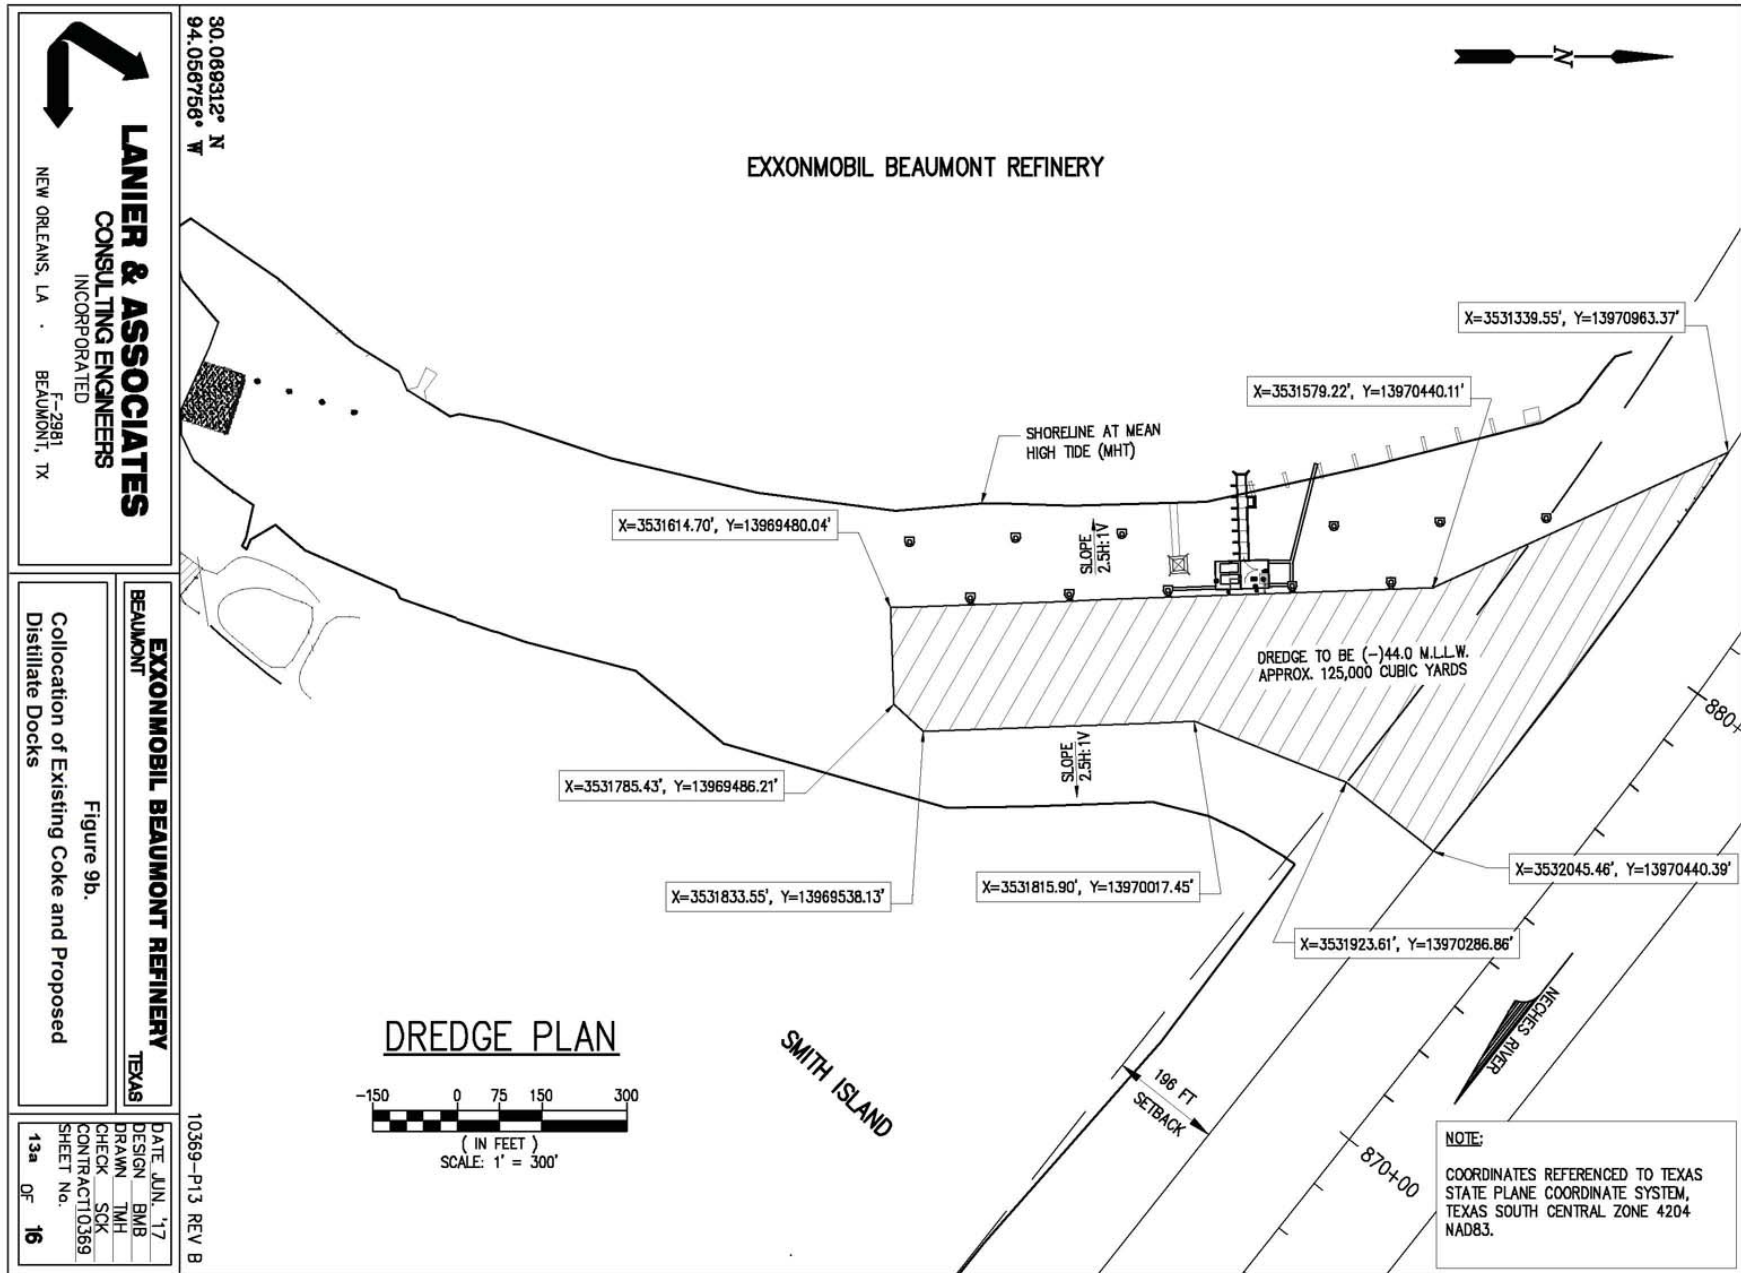 30.069312° N
94.056756° W
N
EXXONMOBIL BEAUMONT REFINERY
X=3531339.55', Y=13970963.37'
X=3531579.22', Y=13970440.11'
SHORELINE AT MEAN
HIGH TIDE (MHT)
X=3531614.70', Y=13969480.04'
SLOPE
2.5H:1V
DREDGE TO BE (-)44.0 M.L.L.W.
APPROX. 125,000 CUBIC YARDS
880+
X=3531785.43', Y=13969486.21'
SLOPE
2.5H:1V
X=3531833.55', Y=13969538.13'
X=3531815.90', Y=13970017.45'
X=3532045.46', Y=13970440.39'
X=3531923.61', Y=13970286.86'
NECHES RIVER
DREDGE PLAN
-150 0 75 150 300
( IN FEET )
SCALE: 1' = 300'
SMITH ISLAND
196 FT
SETBACK
870+00
NOTE:
COORDINATES REFERENCED TO TEXAS
STATE PLANE COORDINATE SYSTEM,
TEXAS SOUTH CENTRAL ZONE 4204
NAD83.
10369-P13 REV B
LANIER & ASSOCIATES
CONSULTING ENGINEERS
INCORPORATED
F-2981
NEW ORLEANS, LA · BEAUMONT, TX
EXXONMOBIL BEAUMONT REFINERY
BEAUMONT TEXAS
Figure 9b.
Collocation of Existing Coke and Proposed
Distillate Docks
DATE JUN. '17
DESIGN BMB
DRAWN TMH
CHECK SCK
CONTRACT10369
SHEET No.
13a OF 16